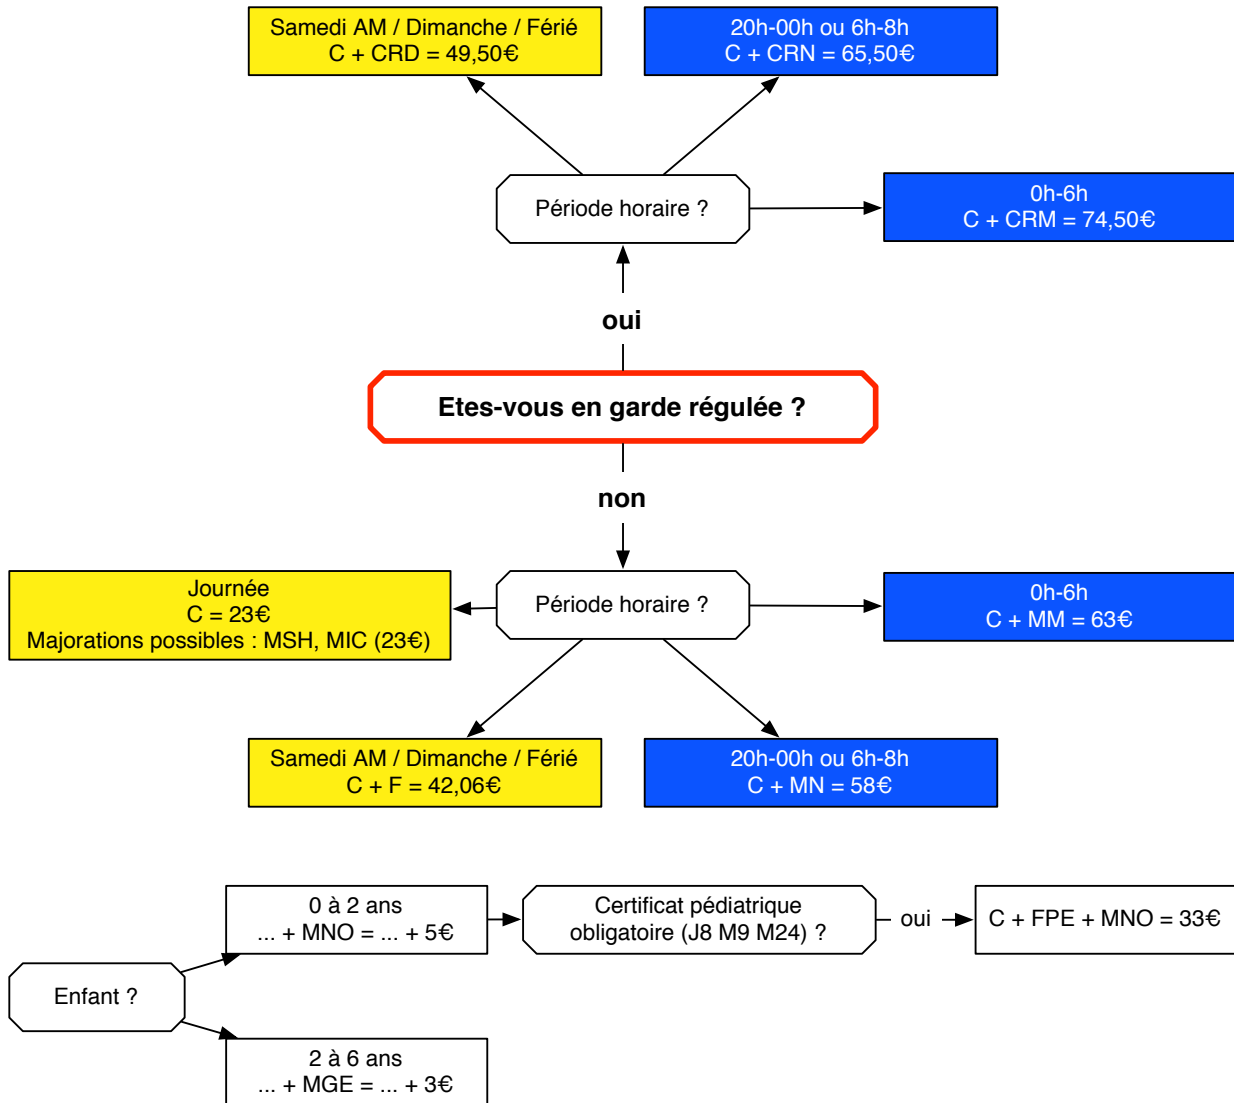 Samedi AM / Dimanche / Férié
C + CRD = 49,50€
20h-00h ou 6h-8h
C + CRN = 65,50€
Période horaire ?
0h-6h
C + CRM = 74,50€
oui
Etes-vous en garde régulée ?
non
Journée
C = 23€
Majorations possibles : MSH, MIC (23€)
Période horaire ?
0h-6h
C + MM = 63€
Samedi AM / Dimanche / Férié
C + F = 42,06€
20h-00h ou 6h-8h
C + MN = 58€
0 à 2 ans
... + MNO = ... + 5€
Certificat pédiatrique
obligatoire (J8 M9 M24) ?
oui
C + FPE + MNO = 33€
Enfant ?
2 à 6 ans
... + MGE = ... + 3€